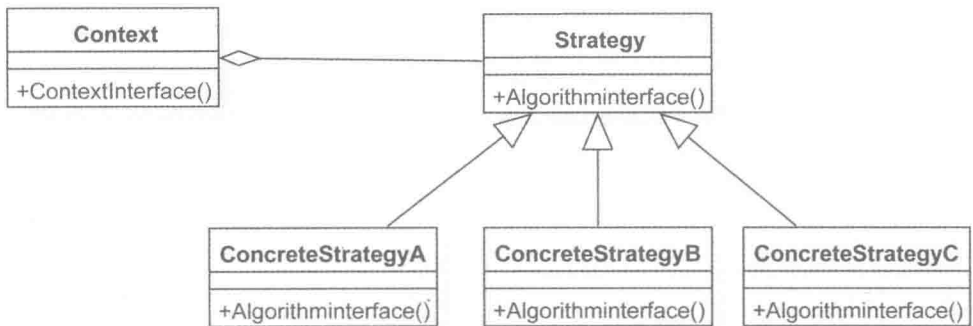 Context
+ContextInterface()
Strategy
+Algorithminterface()
ConcreteStrategyA
+Algorithminterface()
ConcreteStrategyB
+Algorithminterface()
ConcreteStrategyC
+Algorithminterface()